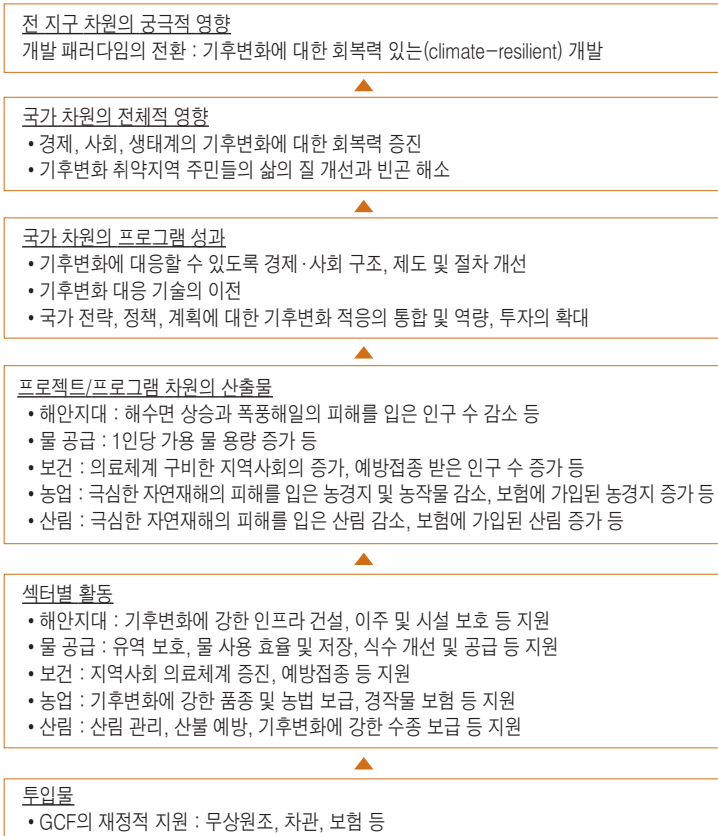 전 지구 차원의 궁극적 영향
개발 패러다임의 전환 : 기후변화에 대한 회복력 있는(climate-resilient) 개발
국가 차원의 전체적 영향
• 경제, 사회, 생태계의 기후변화에 대한 회복력 증진
• 기후변화 취약지역 주민들의 삶의 질 개선과 빈곤 해소
국가 차원의 프로그램 성과
• 기후변화에 대응할 수 있도록 경제·사회 구조, 제도 및 절차 개선
• 기후변화 대응 기술의 이전
• 국가 전략, 정책, 계획에 대한 기후변화 적응의 통합 및 역량, 투자의 확대
프로젝트/프로그램 차원의 산출물
• 해안지대 : 해수면 상승과 폭풍해일의 피해를 입은 인구 수 감소 등
• 물 공급 : 1인당 가용 물 용량 증가 등
• 보건 : 의료체계 구비한 지역사회의 증가, 예방접종 받은 인구 수 증가 등
• 농업 : 극심한 자연재해의 피해를 입은 농경지 및 농작물 감소, 보험에 가입된 농경지 증가 등
• 산림 : 극심한 자연재해의 피해를 입은 산림 감소, 보험에 가입된 산림 증가 등
섹터별 활동
• 해안지대 : 기후변화에 강한 인프라 건설, 이주 및 시설 보호 등 지원
• 물 공급 : 유역 보호, 물 사용 효율 및 저장, 식수 개선 및 공급 등 지원
• 보건 : 지역사회 의료체계 증진, 예방접종 등 지원
• 농업 : 기후변화에 강한 품종 및 농법 보급, 경작물 보험 등 지원
• 산림 : 산림 관리, 산불 예방, 기후변화에 강한 수종 보급 등 지원
투입물
• GCF의 재정적 지원 : 무상원조, 차관, 보험 등